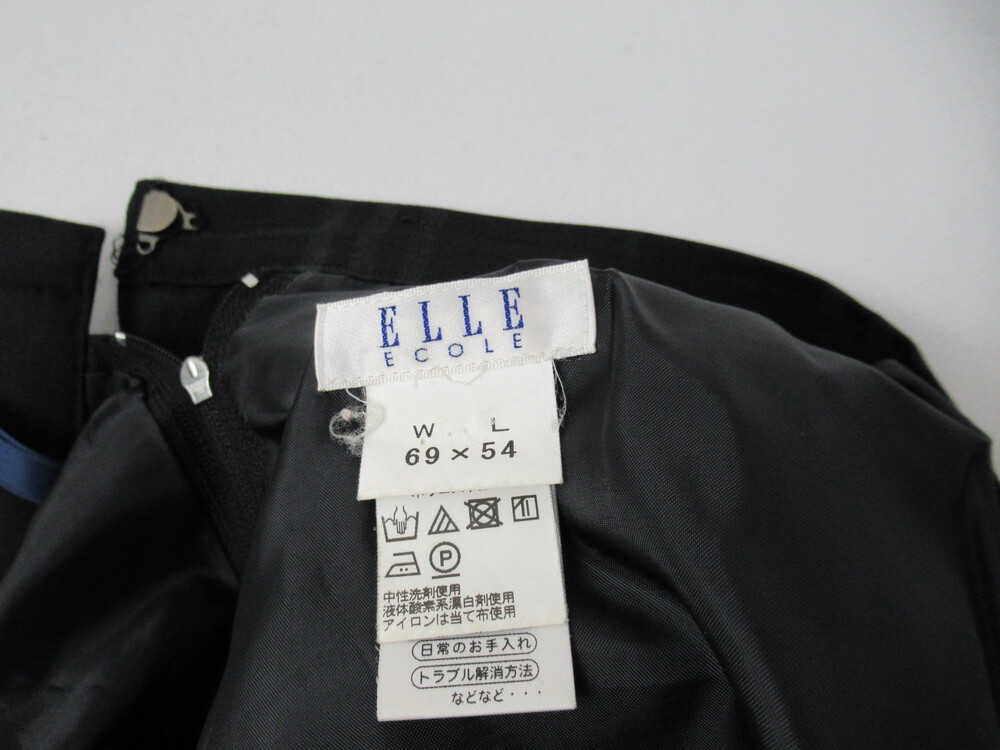 ELLE
ECOLE
W L
69 × 54
P
中性洗剤使用
液体酸素系漂白剤使用
アイロンは当て布使用
日常のお手入れ
トラブル解消方法
などなど・・・